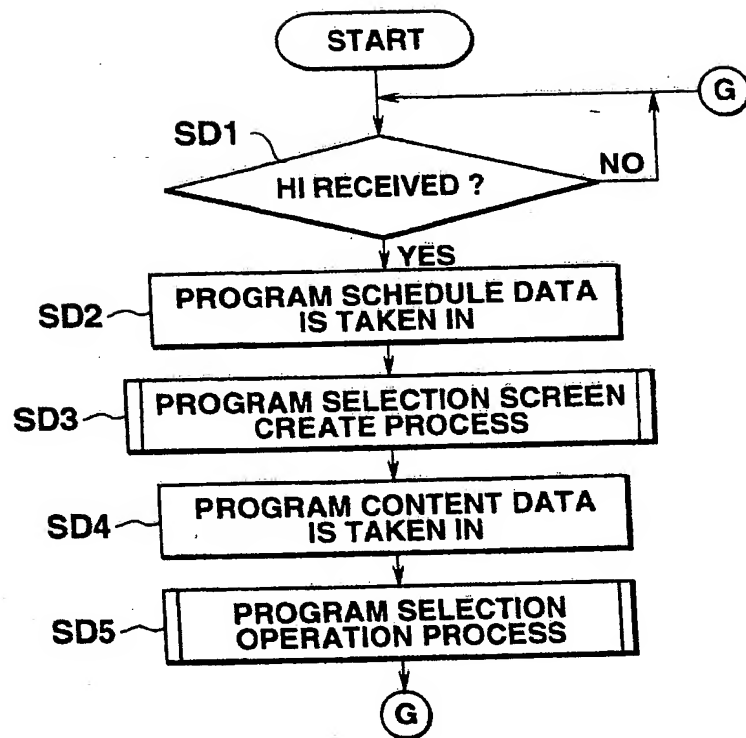 START
G
SD1
HI RECEIVED ?
NO
YES
SD2
PROGRAM SCHEDULE DATA
IS TAKEN IN
SD3
PROGRAM SELECTION SCREEN
CREATE PROCESS
SD4
PROGRAM CONTENT DATA
IS TAKEN IN
SD5
PROGRAM SELECTION
OPERATION PROCESS
G